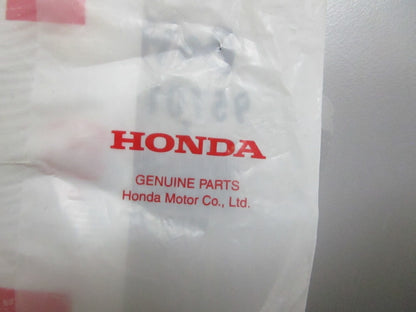 HONDA
GENUINE PARTS
Honda Motor Co., Ltd.